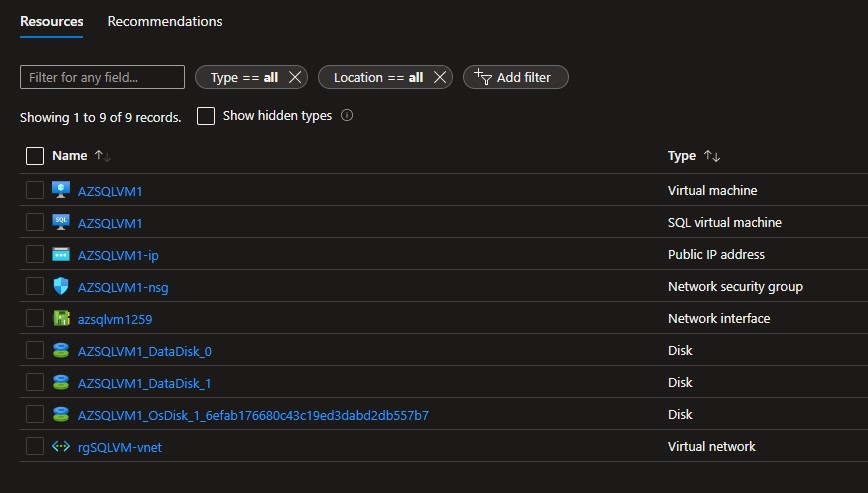 Resources Recommendations
Filter for any field... Type == all Location == all Add filter
Showing 1 to 9 of 9 records. Show hidden types
Name Type
AZSQLVM1 Virtual machine
SQL AZSQLVM1 SQL virtual machine
AZSQLVM1-ip Public IP address
AZSQLVM1-nsg Network security group
azsqlvm1259 Network interface
AZSQLVM1_DataDisk_0 Disk
AZSQLVM1_DataDisk_1 Disk
AZSQLVM1_OsDisk_1_6efab176680c43c19ed3dabd2db557b7 Disk
rgSQLVM-vnet Virtual network